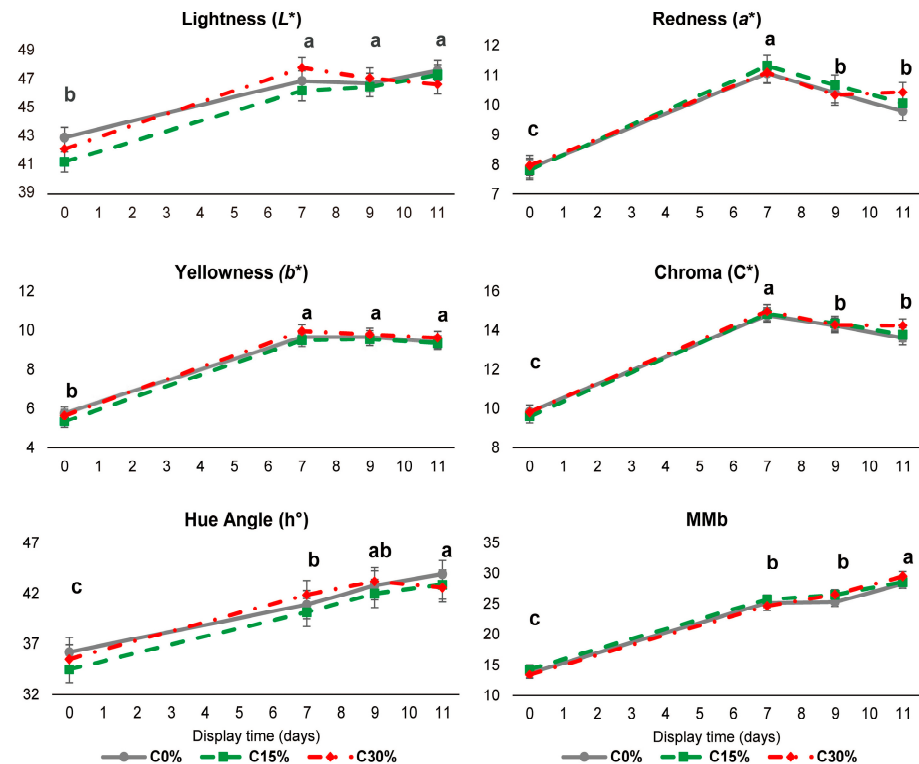 Lightness (L*)
49
47
45
43
41
39
b
a
a
a
0 1 2 3 4 5 6 7 8 9 10 11
Redness (a*)
12
11
10
9
8
7
c
a
b
b
0 1 2 3 4 5 6 7 8 9 10 11
Yellowness (b*)
12
10
8
6
4
b
a
a
a
0 1 2 3 4 5 6 7 8 9 10 11
Chroma (C*)
16
14
12
10
8
c
a
b
b
0 1 2 3 4 5 6 7 8 9 10 11
Hue Angle (h°)
47
42
37
32
c
b
ab
a
0 1 2 3 4 5 6 7 8 9 10 11
Display time (days)
C0% C15% C30%
MMb
35
30
25
20
15
10
c
b
b
a
0 1 2 3 4 5 6 7 8 9 10 11
Display time (days)
C0% C15% C30%